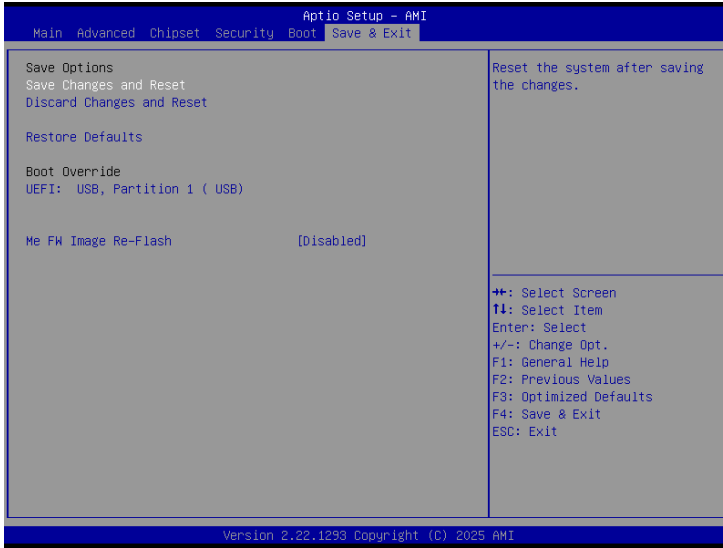 Aptio Setup – AMI
Main Advanced Chipset Security Boot Save & Exit
Save Options
Save Changes and Reset
Discard Changes and Reset
Restore Defaults
Boot Override
UEFI: USB, Partition 1 ( USB)
Me FW Image Re-Flash [Disabled]
Reset the system after saving
the changes.
→←: Select Screen
↑↓: Select Item
Enter: Select
+/-: Change Opt.
F1: General Help
F2: Previous Values
F3: Optimized Defaults
F4: Save & Exit
ESC: Exit
Version 2.22.1293 Copyright (C) 2025 AMI